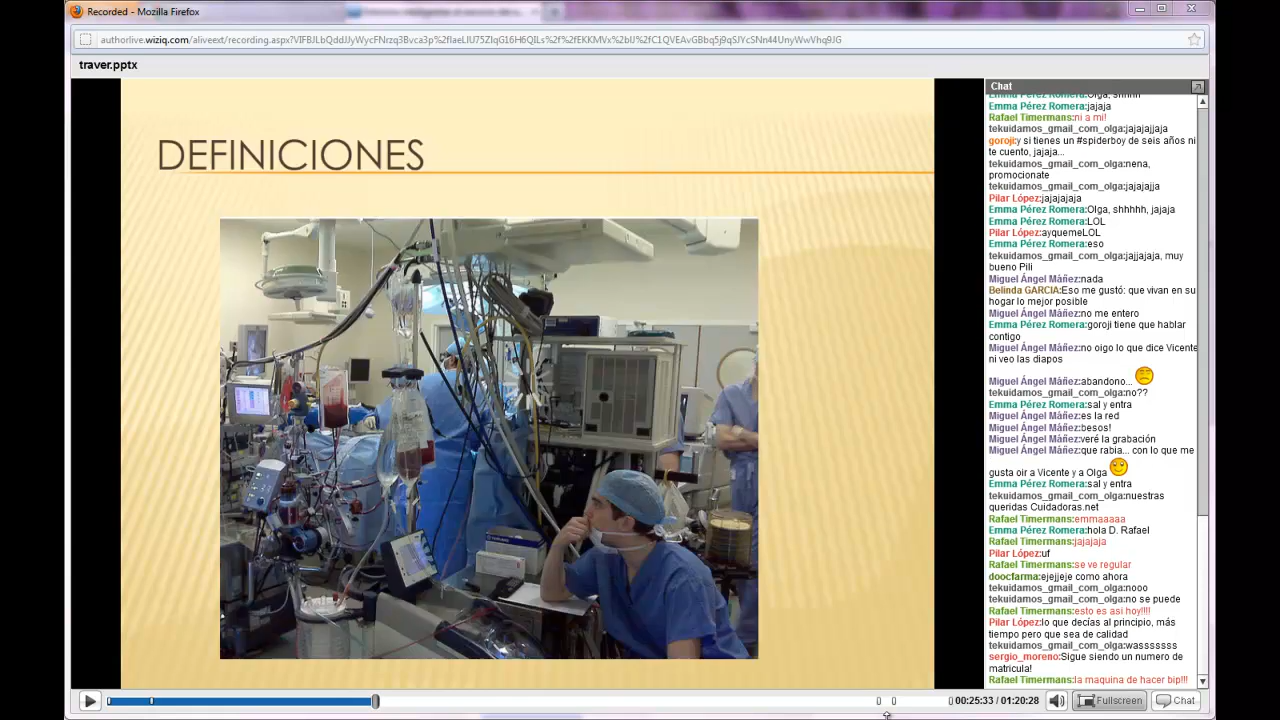 Recorded - Mozilla Firefox
traver.pptx
DEFINICIONES
Chat
Emma Pérez Romera:Olga, shhhh
Emma Pérez Romera:jajaja
Rafael Timermans:ni a mi!
tekuidamos_gmail_com_olga:jajajajjaja
goroji:y si tienes un #spiderboy de seis años ni
te cuento, jajaja...
tekuidamos_gmail_com_olga:nena,
promocionate
tekuidamos_gmail_com_olga:jajajajja
Pilar López:jajajajaja
Emma Pérez Romera:Olga, shhhhh, jajaja
Emma Pérez Romera:LOL
Pilar López:ayquemeLOL
Emma Pérez Romera:eso
tekuidamos_gmail_com_olga:jajjajaja, muy
bueno Pili
Miguel Ángel Máñez:nada
Belinda GARCIA:Eso me gustó: que vivan en su
hogar lo mejor posible
Miguel Ángel Máñez:no me entero
Emma Pérez Romera:goroji tiene que hablar
contigo
Miguel Ángel Máñez:no oigo lo que dice Vicente
ni veo las diapos
Miguel Ángel Máñez:abandono...
tekuidamos_gmail_com_olga:no??
Emma Pérez Romera:sal y entra
Miguel Ángel Máñez:es la red
Miguel Ángel Máñez:besos!
Miguel Ángel Máñez:veré la grabación
Miguel Ángel Máñez:que rabia... con lo que me
gusta oir a Vicente y a Olga
Emma Pérez Romera:sal y entra
tekuidamos_gmail_com_olga:nuestras
queridas Cuidadoras.net
Rafael Timermans:emmaaaaa
Emma Pérez Romera:hola D. Rafael
Rafael Timermans:jajajaja
Pilar López:uf
Rafael Timermans:se ve regular
doocfarma:ejejjeje como ahora
tekuidamos_gmail_com_olga:nooo
tekuidamos_gmail_com_olga:no se puede
Rafael Timermans:esto es asi hoy!!!!
Pilar López:lo que decías al principio, más
tiempo pero que sea de calidad
tekuidamos_gmail_com_olga:wasssssss
sergio_moreno:Sigue siendo un numero de
matricula!
Rafael Timermans:la maquina de hacer bip!!!
00:25:33 / 01:20:28
Fullscreen
Chat